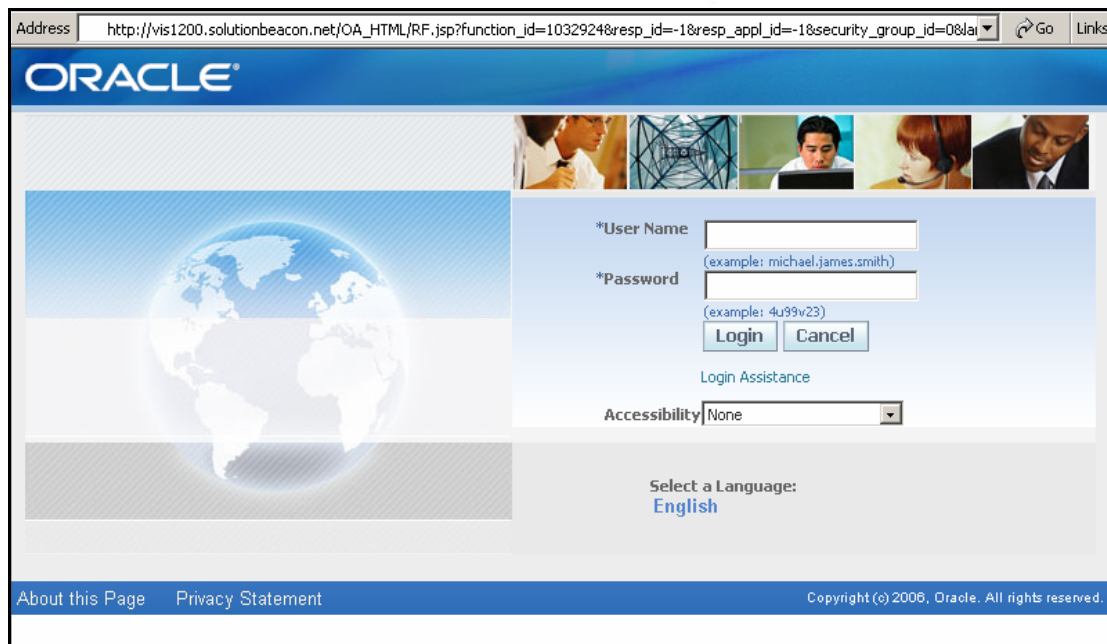 Address http://vis1200.solutionbeacon.net/OA_HTML/RF.jsp?function_id=1032924&resp_id=-1&resp_appl_id=-1&security_group_id=0&la Go Links
ORACLE®
*User Name
(example: michael.james.smith)
*Password
(example: 4u99v23)
Login Cancel
Login Assistance
Accessibility None
Select a Language:
English
About this Page Privacy Statement Copyright (c) 2006, Oracle. All rights reserved.